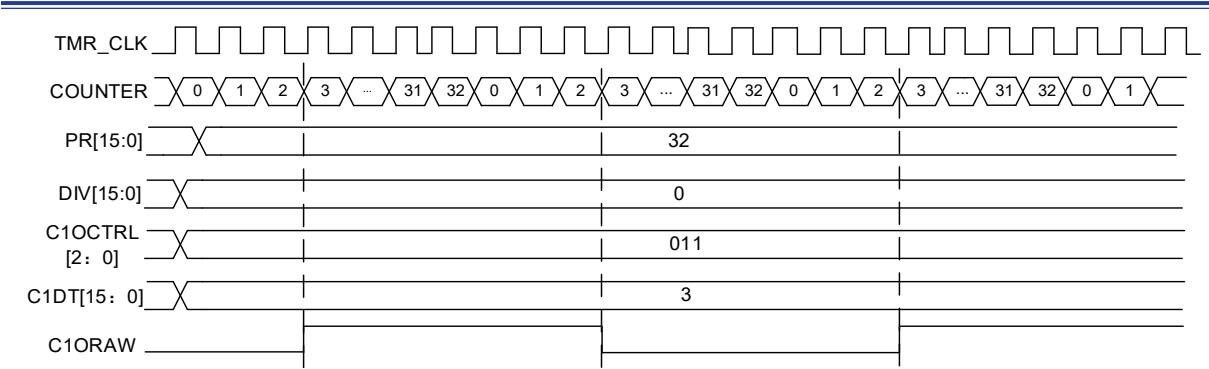 TMR_CLK
COUNTER 0 1 2 3 ... 31 32 0 1 2 3 ... 31 32 0 1 2 3 ... 31 32 0 1
PR[15:0] 32
DIV[15:0] 0
C1OCTRL
[2：0] 011
C1DT[15：0] 3
C1ORAW